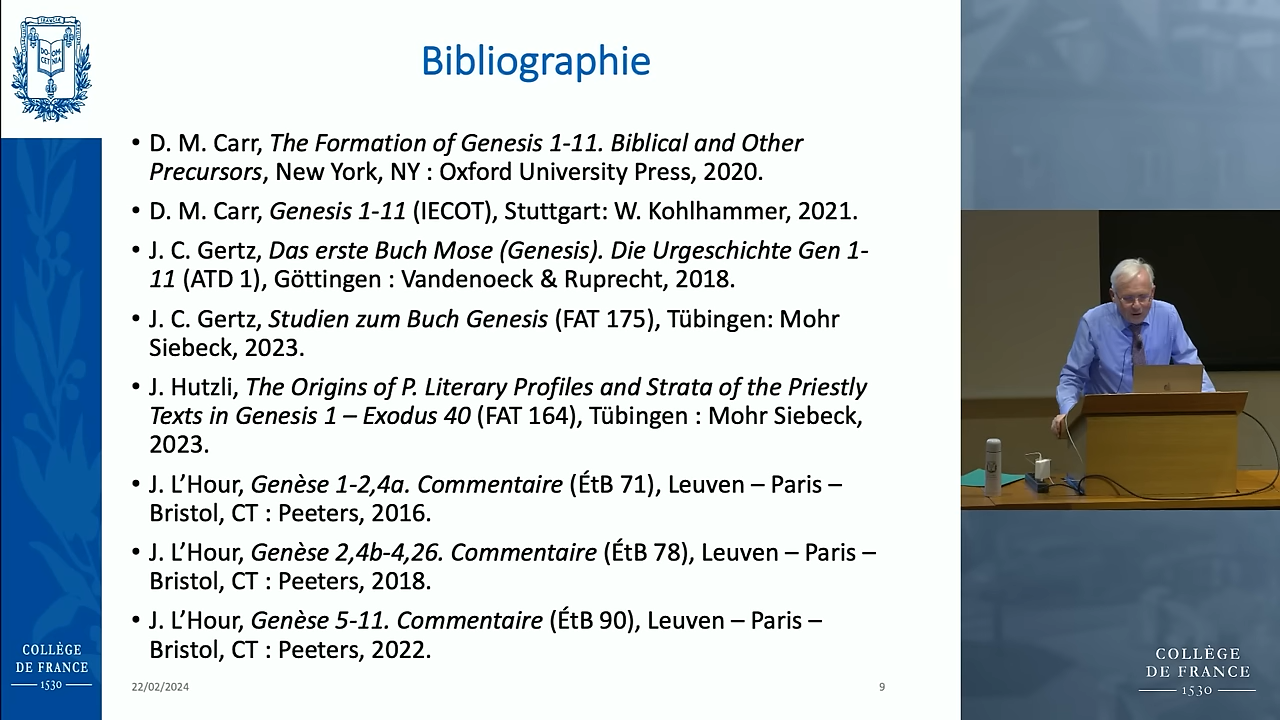 Bibliographie
• D. M. Carr, The Formation of Genesis 1-11. Biblical and Other
Precursors, New York, NY : Oxford University Press, 2020.
• D. M. Carr, Genesis 1-11 (IECOT), Stuttgart: W. Kohlhammer, 2021.
• J. C. Gertz, Das erste Buch Mose (Genesis). Die Urgeschichte Gen 1-
11 (ATD 1), Göttingen : Vandenoeck & Ruprecht, 2018.
• J. C. Gertz, Studien zum Buch Genesis (FAT 175), Tübingen: Mohr
Siebeck, 2023.
• J. Hutzli, The Origins of P. Literary Profiles and Strata of the Priestly
Texts in Genesis 1 – Exodus 40 (FAT 164), Tübingen : Mohr Siebeck,
2023.
• J. L’Hour, Genèse 1-2,4a. Commentaire (ÉtB 71), Leuven – Paris –
Bristol, CT : Peeters, 2016.
• J. L’Hour, Genèse 2,4b-4,26. Commentaire (ÉtB 78), Leuven – Paris –
Bristol, CT : Peeters, 2018.
• J. L’Hour, Genèse 5-11. Commentaire (ÉtB 90), Leuven – Paris –
Bristol, CT : Peeters, 2022.
22/02/2024
9
COLLÈGE
DE FRANCE
1530
COLLÈGE
DE FRANCE
1530